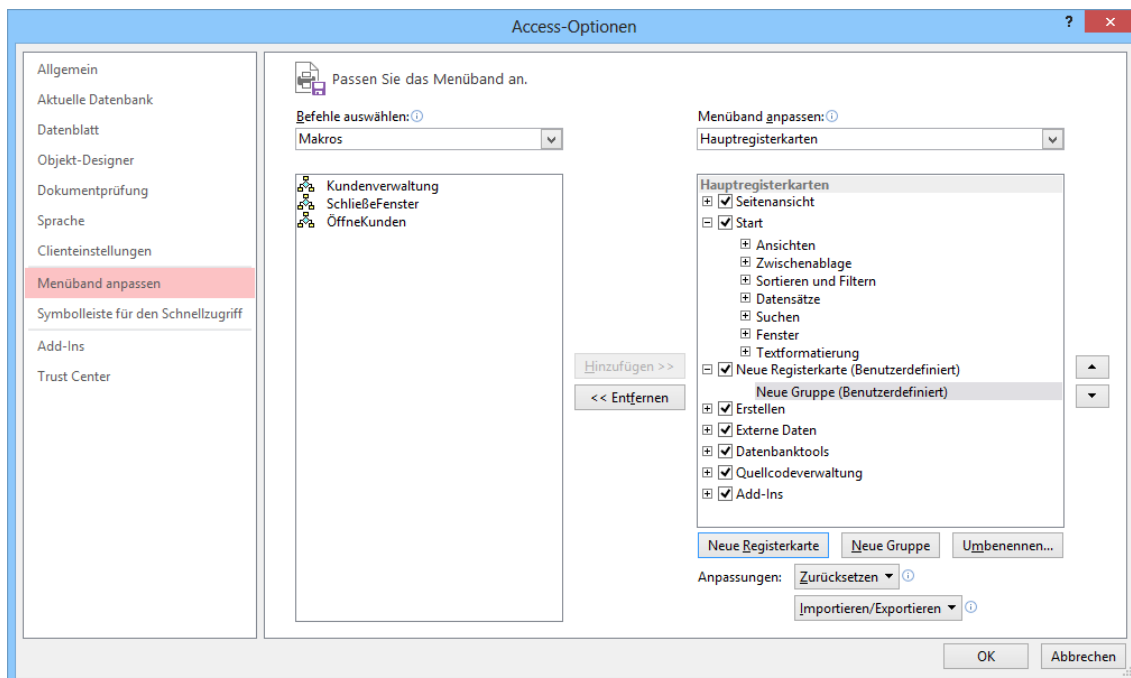 Access-Optionen
?
Allgemein
Aktuelle Datenbank
Datenblatt
Objekt-Designer
Dokumentprüfung
Sprache
Clienteinstellungen
Menüband anpassen
Symbolleiste für den Schnellzugriff
Add-Ins
Trust Center
Passen Sie das Menüband an.
Befehle auswählen:
Makros
Kundenverwaltung
SchließeFenster
ÖffneKunden
Hinzufügen >>
<< Entfernen
Menüband anpassen:
Hauptregisterkarten
Hauptregisterkarten
Seitenansicht
Start
Ansichten
Zwischenablage
Sortieren und Filtern
Datensätze
Suchen
Fenster
Textformatierung
Neue Registerkarte (Benutzerdefiniert)
Neue Gruppe (Benutzerdefiniert)
Erstellen
Externe Daten
Datenbanktools
Quellcodeverwaltung
Add-Ins
Neue Registerkarte Neue Gruppe Umbenennen...
Anpassungen: Zurücksetzen
Importieren/Exportieren
OK Abbrechen